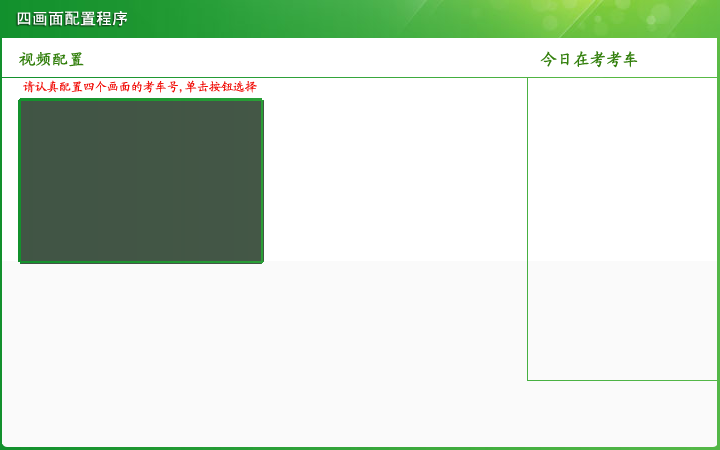 四画面配置程序
视频配置
今日在考考车
请认真配置四个画面的考车号,单击按钮选择